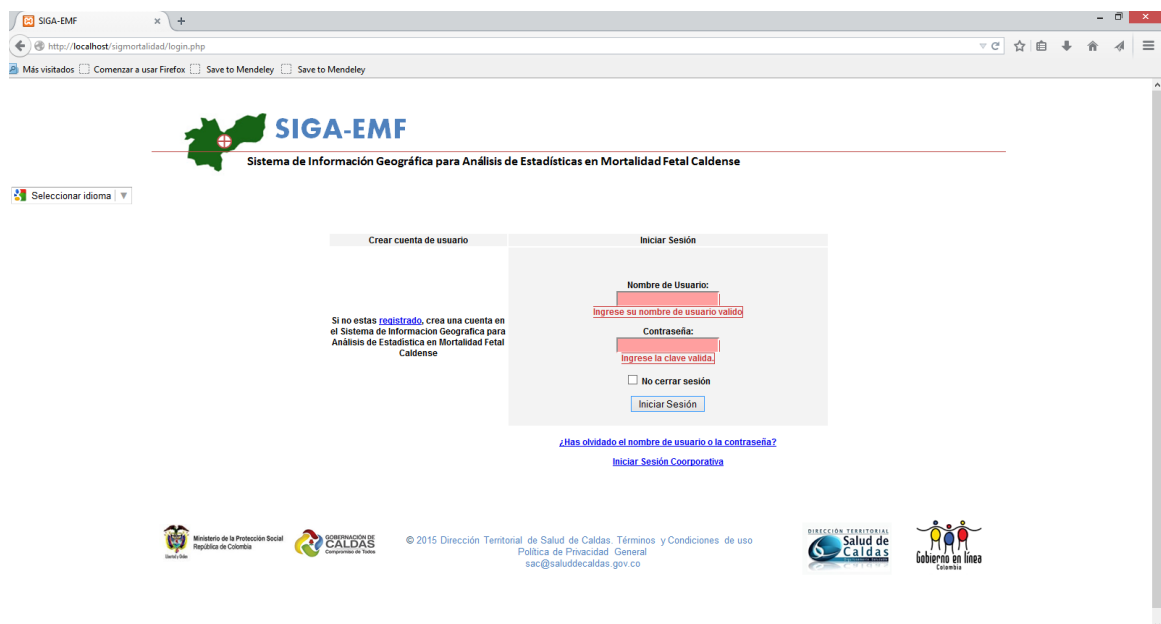 SIGA-EMF
http://localhost/sigmortalidad/login.php
Más visitados Comenzar a usar Firefox Save to Mendeley Save to Mendeley
SIGA-EMF
Sistema de Información Geográfica para Análisis de Estadísticas en Mortalidad Fetal Caldense
Seleccionar idioma
Crear cuenta de usuario
Iniciar Sesión
Si no estas registrado, crea una cuenta en
el Sistema de Informacion Geografica para
Análisis de Estadística en Mortalidad Fetal
Caldense
Nombre de Usuario:
Ingrese su nombre de usuario valido
Contraseña:
Ingrese la clave valida.
No cerrar sesión
Iniciar Sesión
¿Has olvidado el nombre de usuario o la contraseña?
Iniciar Sesión Coorporativa
Ministerio de la Protección Social
República de Colombia
Libertad y Orden
GOBERNACIÓN DE
CALDAS
Compromiso de Todos
© 2015 Dirección Territorial de Salud de Caldas. Términos y Condiciones de uso
Política de Privacidad General
sac@saluddecaldas.gov.co
DIRECCIÓN TERRITORIAL
Salud de
Caldas
Gobierno en línea
Colombia